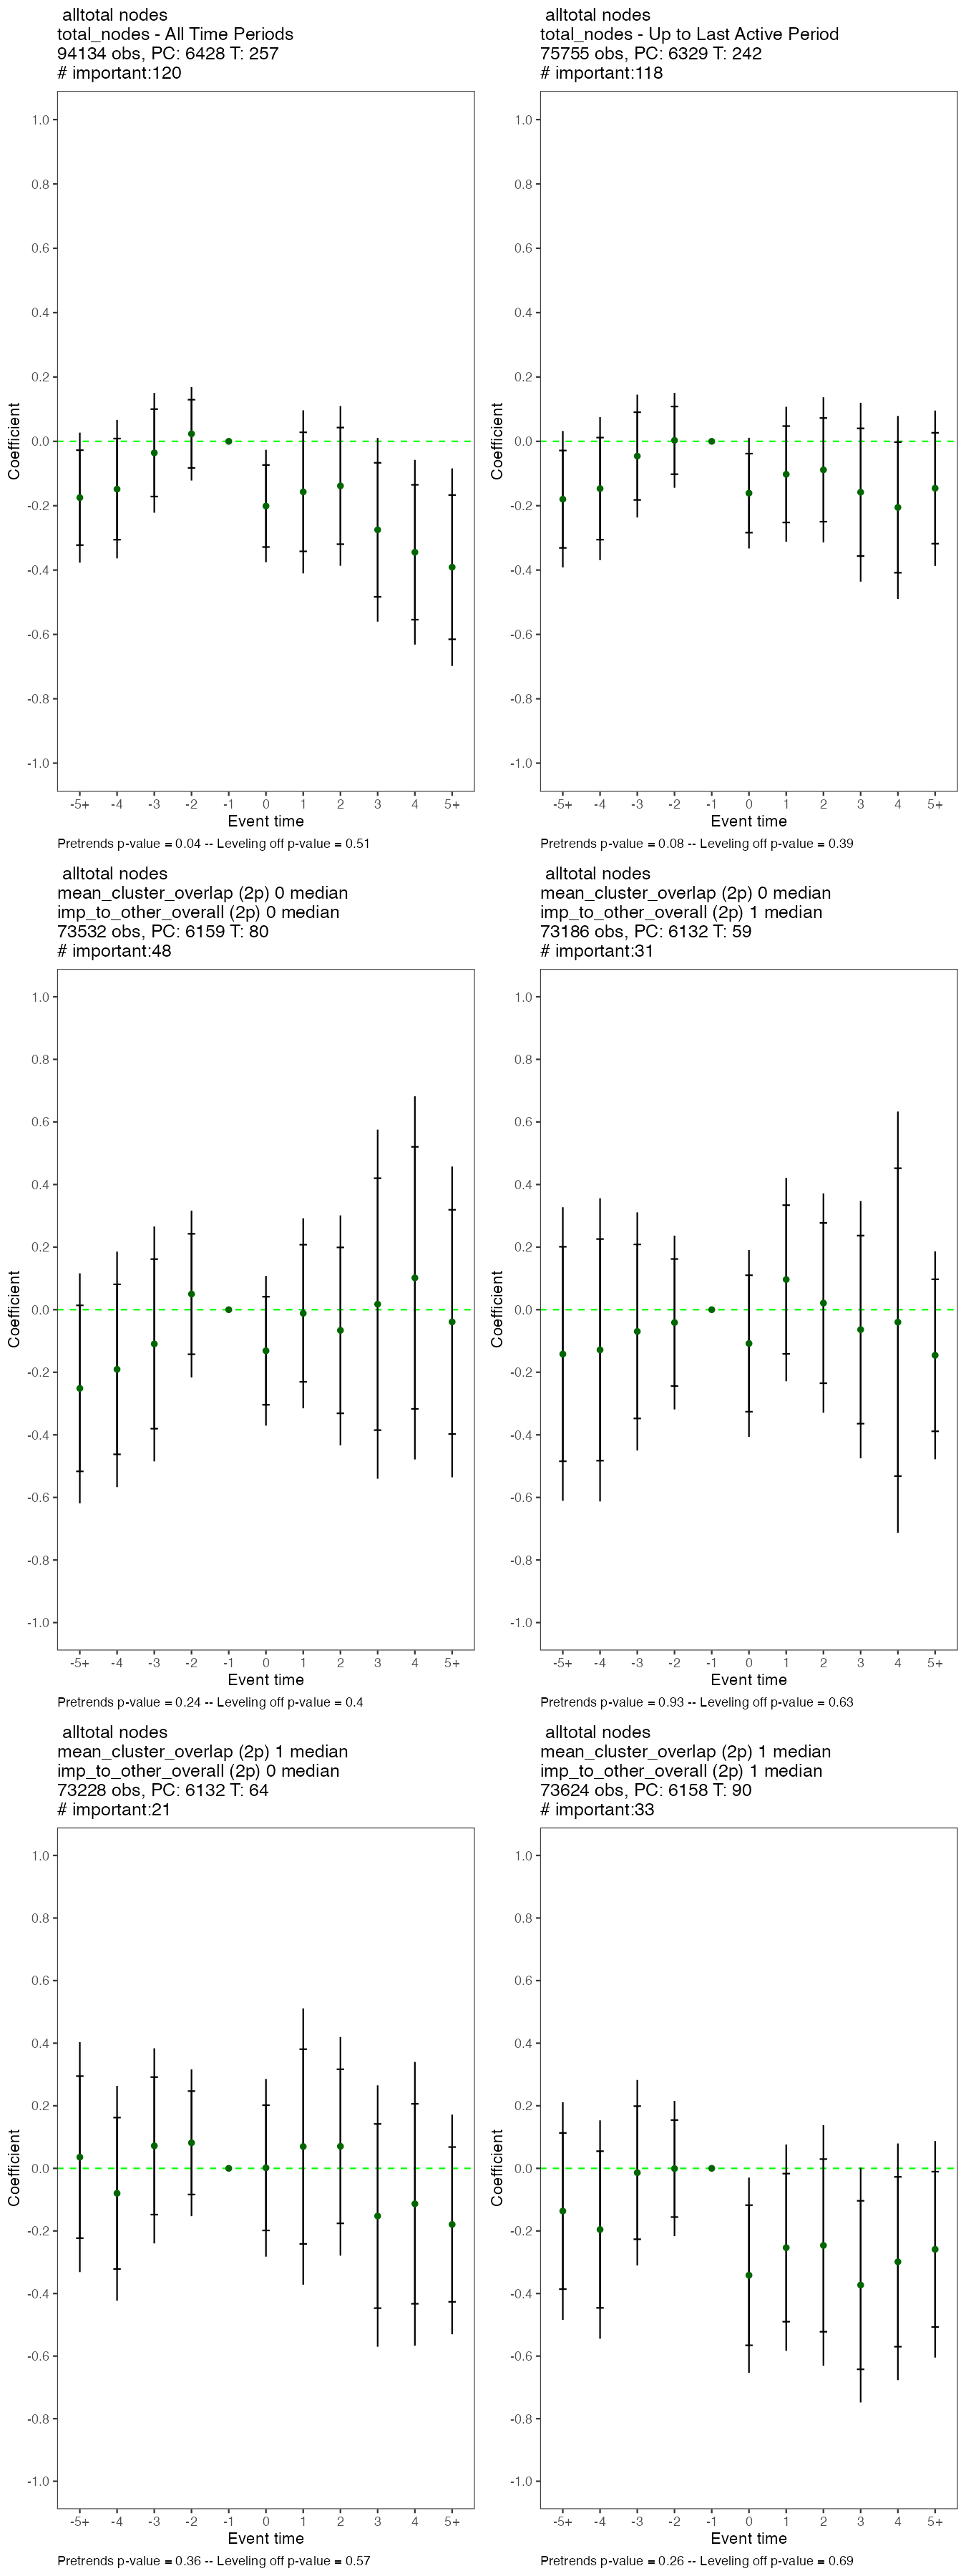 alltotal nodes
total_nodes - All Time Periods
94134 obs, PC: 6428 T: 257
# important:120
1.0
0.8
0.6
0.4
0.2
0.0
-0.2
-0.4
-0.6
-0.8
-1.0
Coefficient
-5+ -4 -3 -2 -1 0 1 2 3 4 5+
Event time
Pretrends p-value = 0.04 -- Leveling off p-value = 0.51
alltotal nodes
total_nodes - Up to Last Active Period
75755 obs, PC: 6329 T: 242
# important:118
1.0
0.8
0.6
0.4
0.2
0.0
-0.2
-0.4
-0.6
-0.8
-1.0
Coefficient
-5+ -4 -3 -2 -1 0 1 2 3 4 5+
Event time
Pretrends p-value = 0.08 -- Leveling off p-value = 0.39
alltotal nodes
mean_cluster_overlap (2p) 0 median
imp_to_other_overall (2p) 0 median
73532 obs, PC: 6159 T: 80
# important:48
1.0
0.8
0.6
0.4
0.2
0.0
-0.2
-0.4
-0.6
-0.8
-1.0
Coefficient
-5+ -4 -3 -2 -1 0 1 2 3 4 5+
Event time
Pretrends p-value = 0.24 -- Leveling off p-value = 0.4
alltotal nodes
mean_cluster_overlap (2p) 0 median
imp_to_other_overall (2p) 1 median
73186 obs, PC: 6132 T: 59
# important:31
1.0
0.8
0.6
0.4
0.2
0.0
-0.2
-0.4
-0.6
-0.8
-1.0
Coefficient
-5+ -4 -3 -2 -1 0 1 2 3 4 5+
Event time
Pretrends p-value = 0.93 -- Leveling off p-value = 0.63
alltotal nodes
mean_cluster_overlap (2p) 1 median
imp_to_other_overall (2p) 0 median
73228 obs, PC: 6132 T: 64
# important:21
1.0
0.8
0.6
0.4
0.2
0.0
-0.2
-0.4
-0.6
-0.8
-1.0
Coefficient
-5+ -4 -3 -2 -1 0 1 2 3 4 5+
Event time
Pretrends p-value = 0.36 -- Leveling off p-value = 0.57
alltotal nodes
mean_cluster_overlap (2p) 1 median
imp_to_other_overall (2p) 1 median
73624 obs, PC: 6158 T: 90
# important:33
1.0
0.8
0.6
0.4
0.2
0.0
-0.2
-0.4
-0.6
-0.8
-1.0
Coefficient
-5+ -4 -3 -2 -1 0 1 2 3 4 5+
Event time
Pretrends p-value = 0.26 -- Leveling off p-value = 0.69